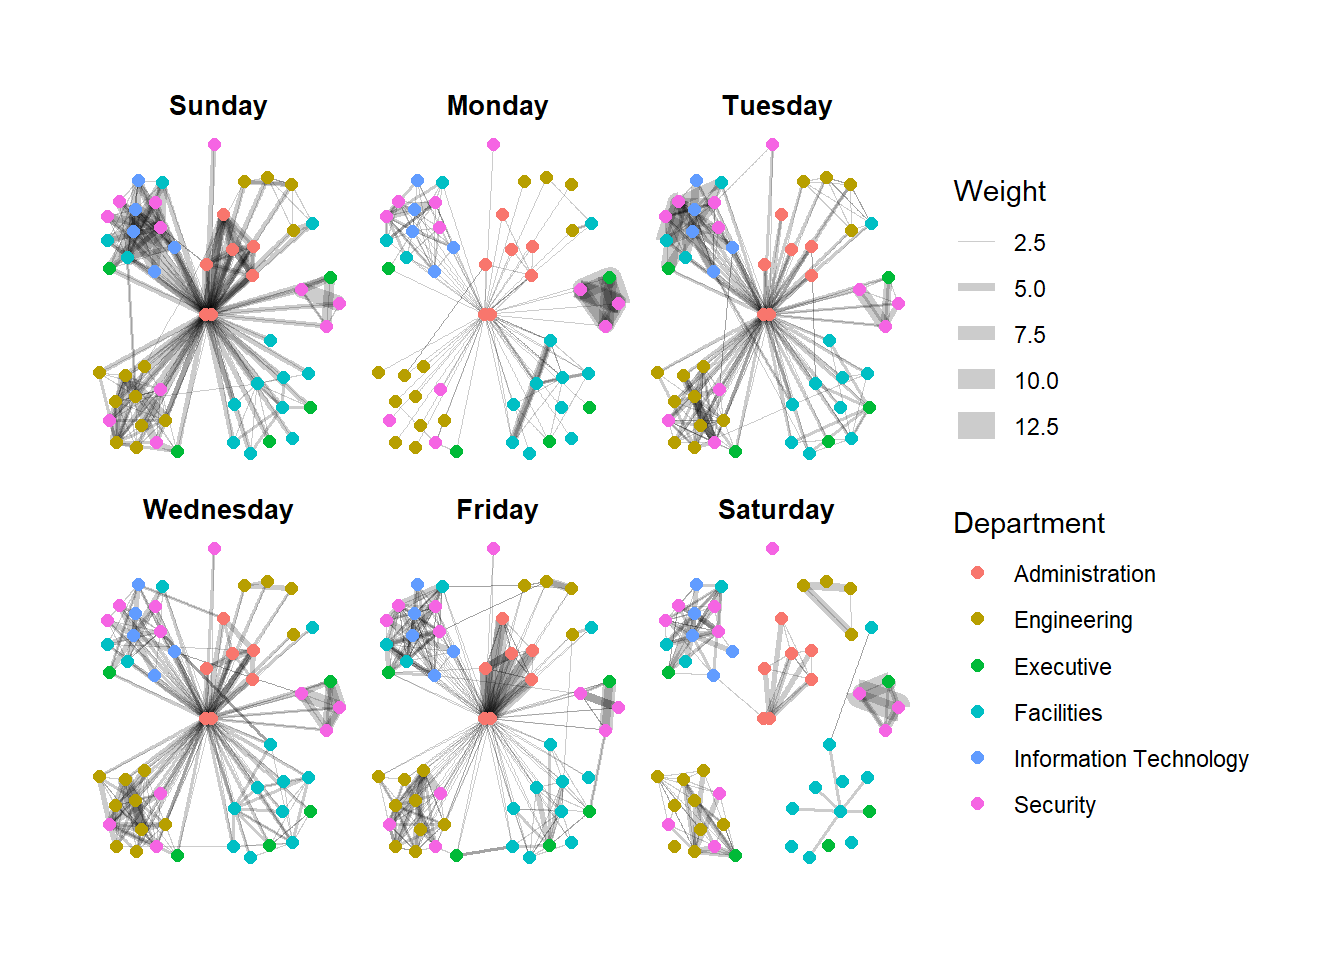 Sunday
Monday
Tuesday
Wednesday
Friday
Saturday
Weight
2.5
5.0
7.5
10.0
12.5
Department
Administration
Engineering
Executive
Facilities
Information Technology
Security